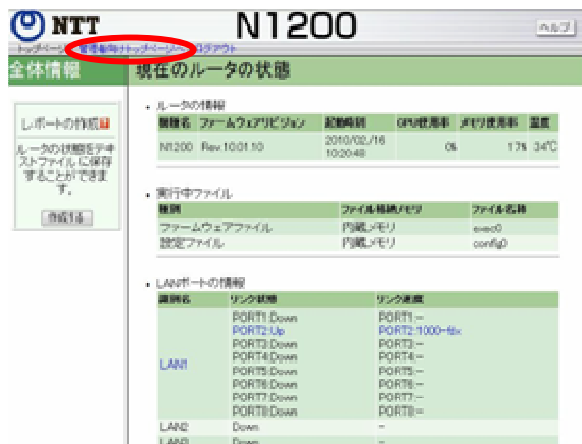 NTT
N1200
ヘルプ
トップページへ 管理者向けトップページへ ログアウト
全体情報
現在のルータの状態
レポートの作成
ルータの状態をテキ
ストファイルに保存
することができま
す。
作成する
・ルータの情報
機種名 ファームウェアリビジョン 起動時刻 CPU使用率 メモリ使用率 温度
N1200 Rev.10.01.10 2010/02/16 10:20:48 0% 17% 34℃
・実行中ファイル
種別 ファイル格納メモリ ファイル名称
ファームウェアファイル 内蔵メモリ exec0
設定ファイル 内蔵メモリ config0
・LANポートの情報
識別名 リンク状態 リンク速度
PORT1:Down PORT1:—
PORT2:Up PORT2:1000-fdx
PORT3:Down PORT3:—
PORT4:Down PORT4:—
LAN1
PORT5:Down PORT5:—
PORT6:Down PORT6:—
PORT7:Down PORT7:—
PORT8:Down PORT8:—
LAN2 Down —
LAN3 Down —